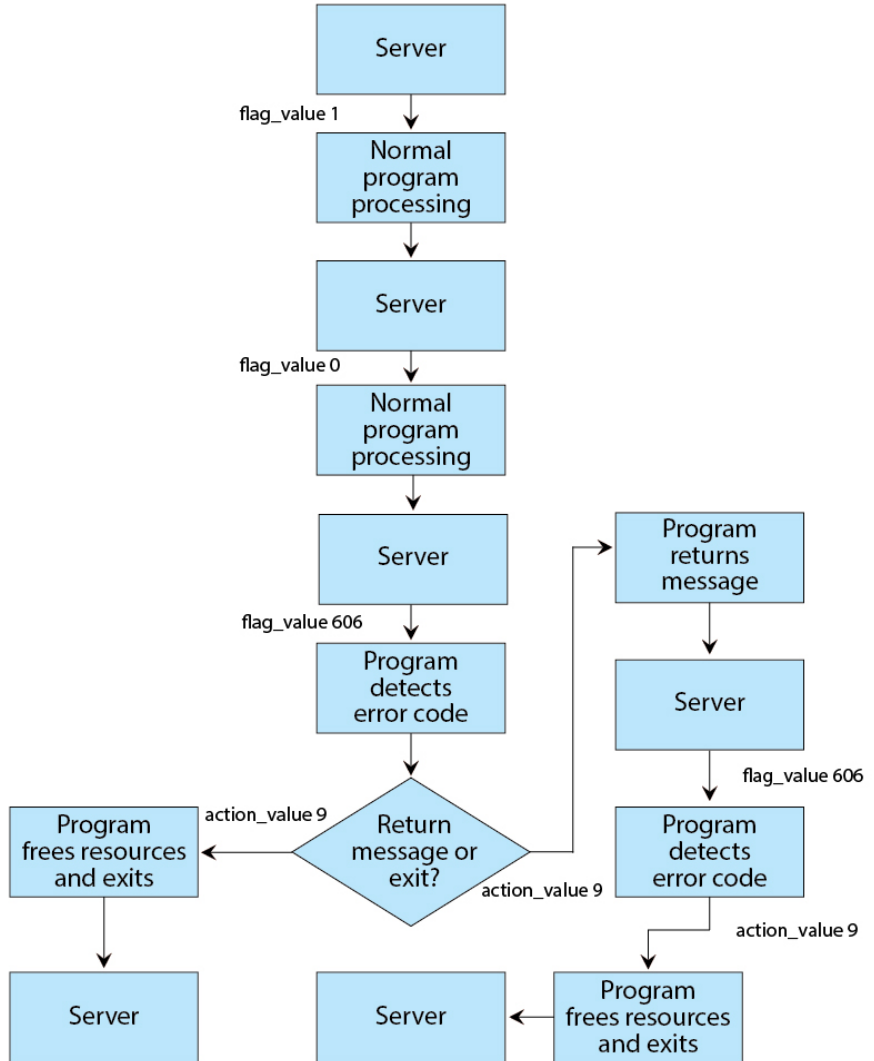 Server
flag_value 1
Normal
program
processing
Server
flag_value 0
Normal
program
processing
Server
flag_value 606
Program
detects
error code
Return
message or
exit?
action_value 9
Program
frees resources
and exits
Server
action_value 9
Program
returns
message
Server
flag_value 606
Program
detects
error code
action_value 9
Program
frees resources
and exits
Server